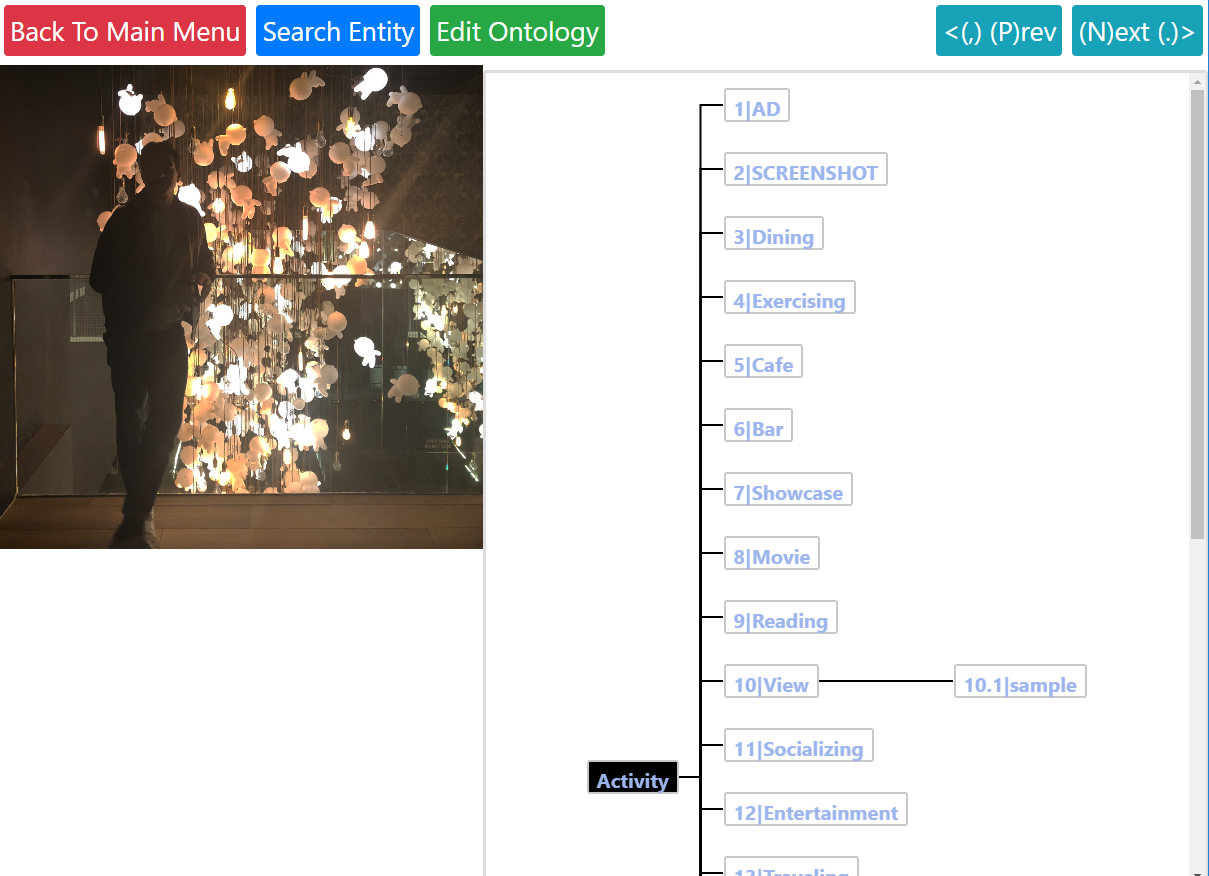 Back To Main Menu
Search Entity
Edit Ontology
<(,) (P)rev
(N)ext (.)>
1|AD
2|SCREENSHOT
3|Dining
4|Exercising
5|Cafe
6|Bar
7|Showcase
8|Movie
9|Reading
10|View
10.1|sample
11|Socializing
Activity
12|Entertainment
13|Traveling